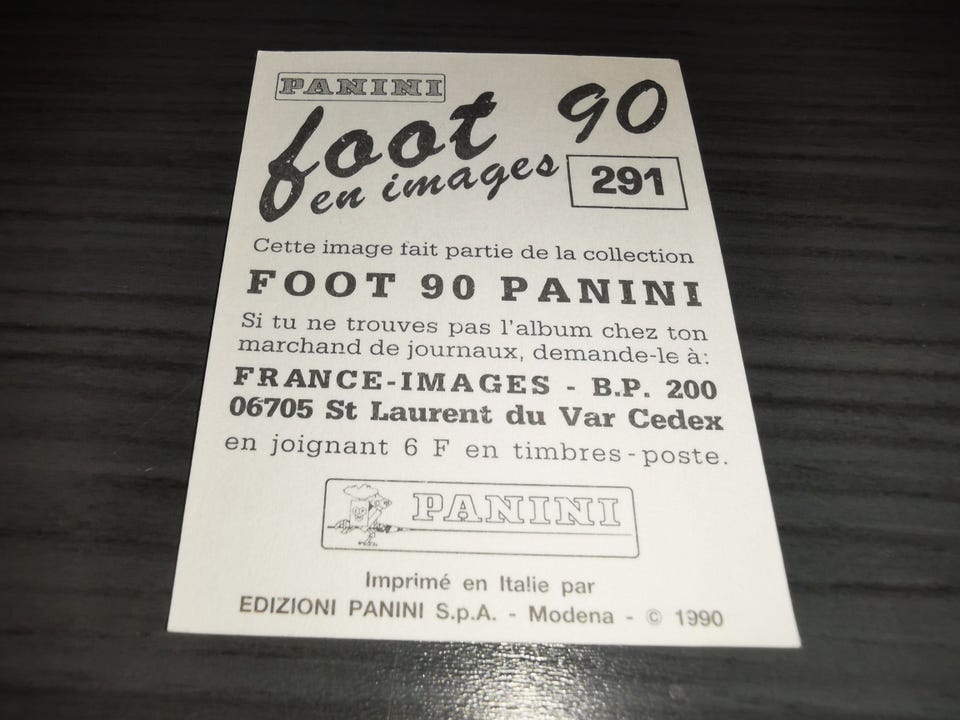 PANINI
foot 90
en images
291
Cette image fait partie de la collection
FOOT 90 PANINI
Si tu ne trouves pas l'album chez ton
marchand de journaux, demande-le à:
FRANCE-IMAGES - B.P. 200
06705 St Laurent du Var Cedex
en joignant 6 F en timbres-poste.
PANINI
Imprimé en Italie par
EDIZIONI PANINI S.p.A. - Modena - © 1990